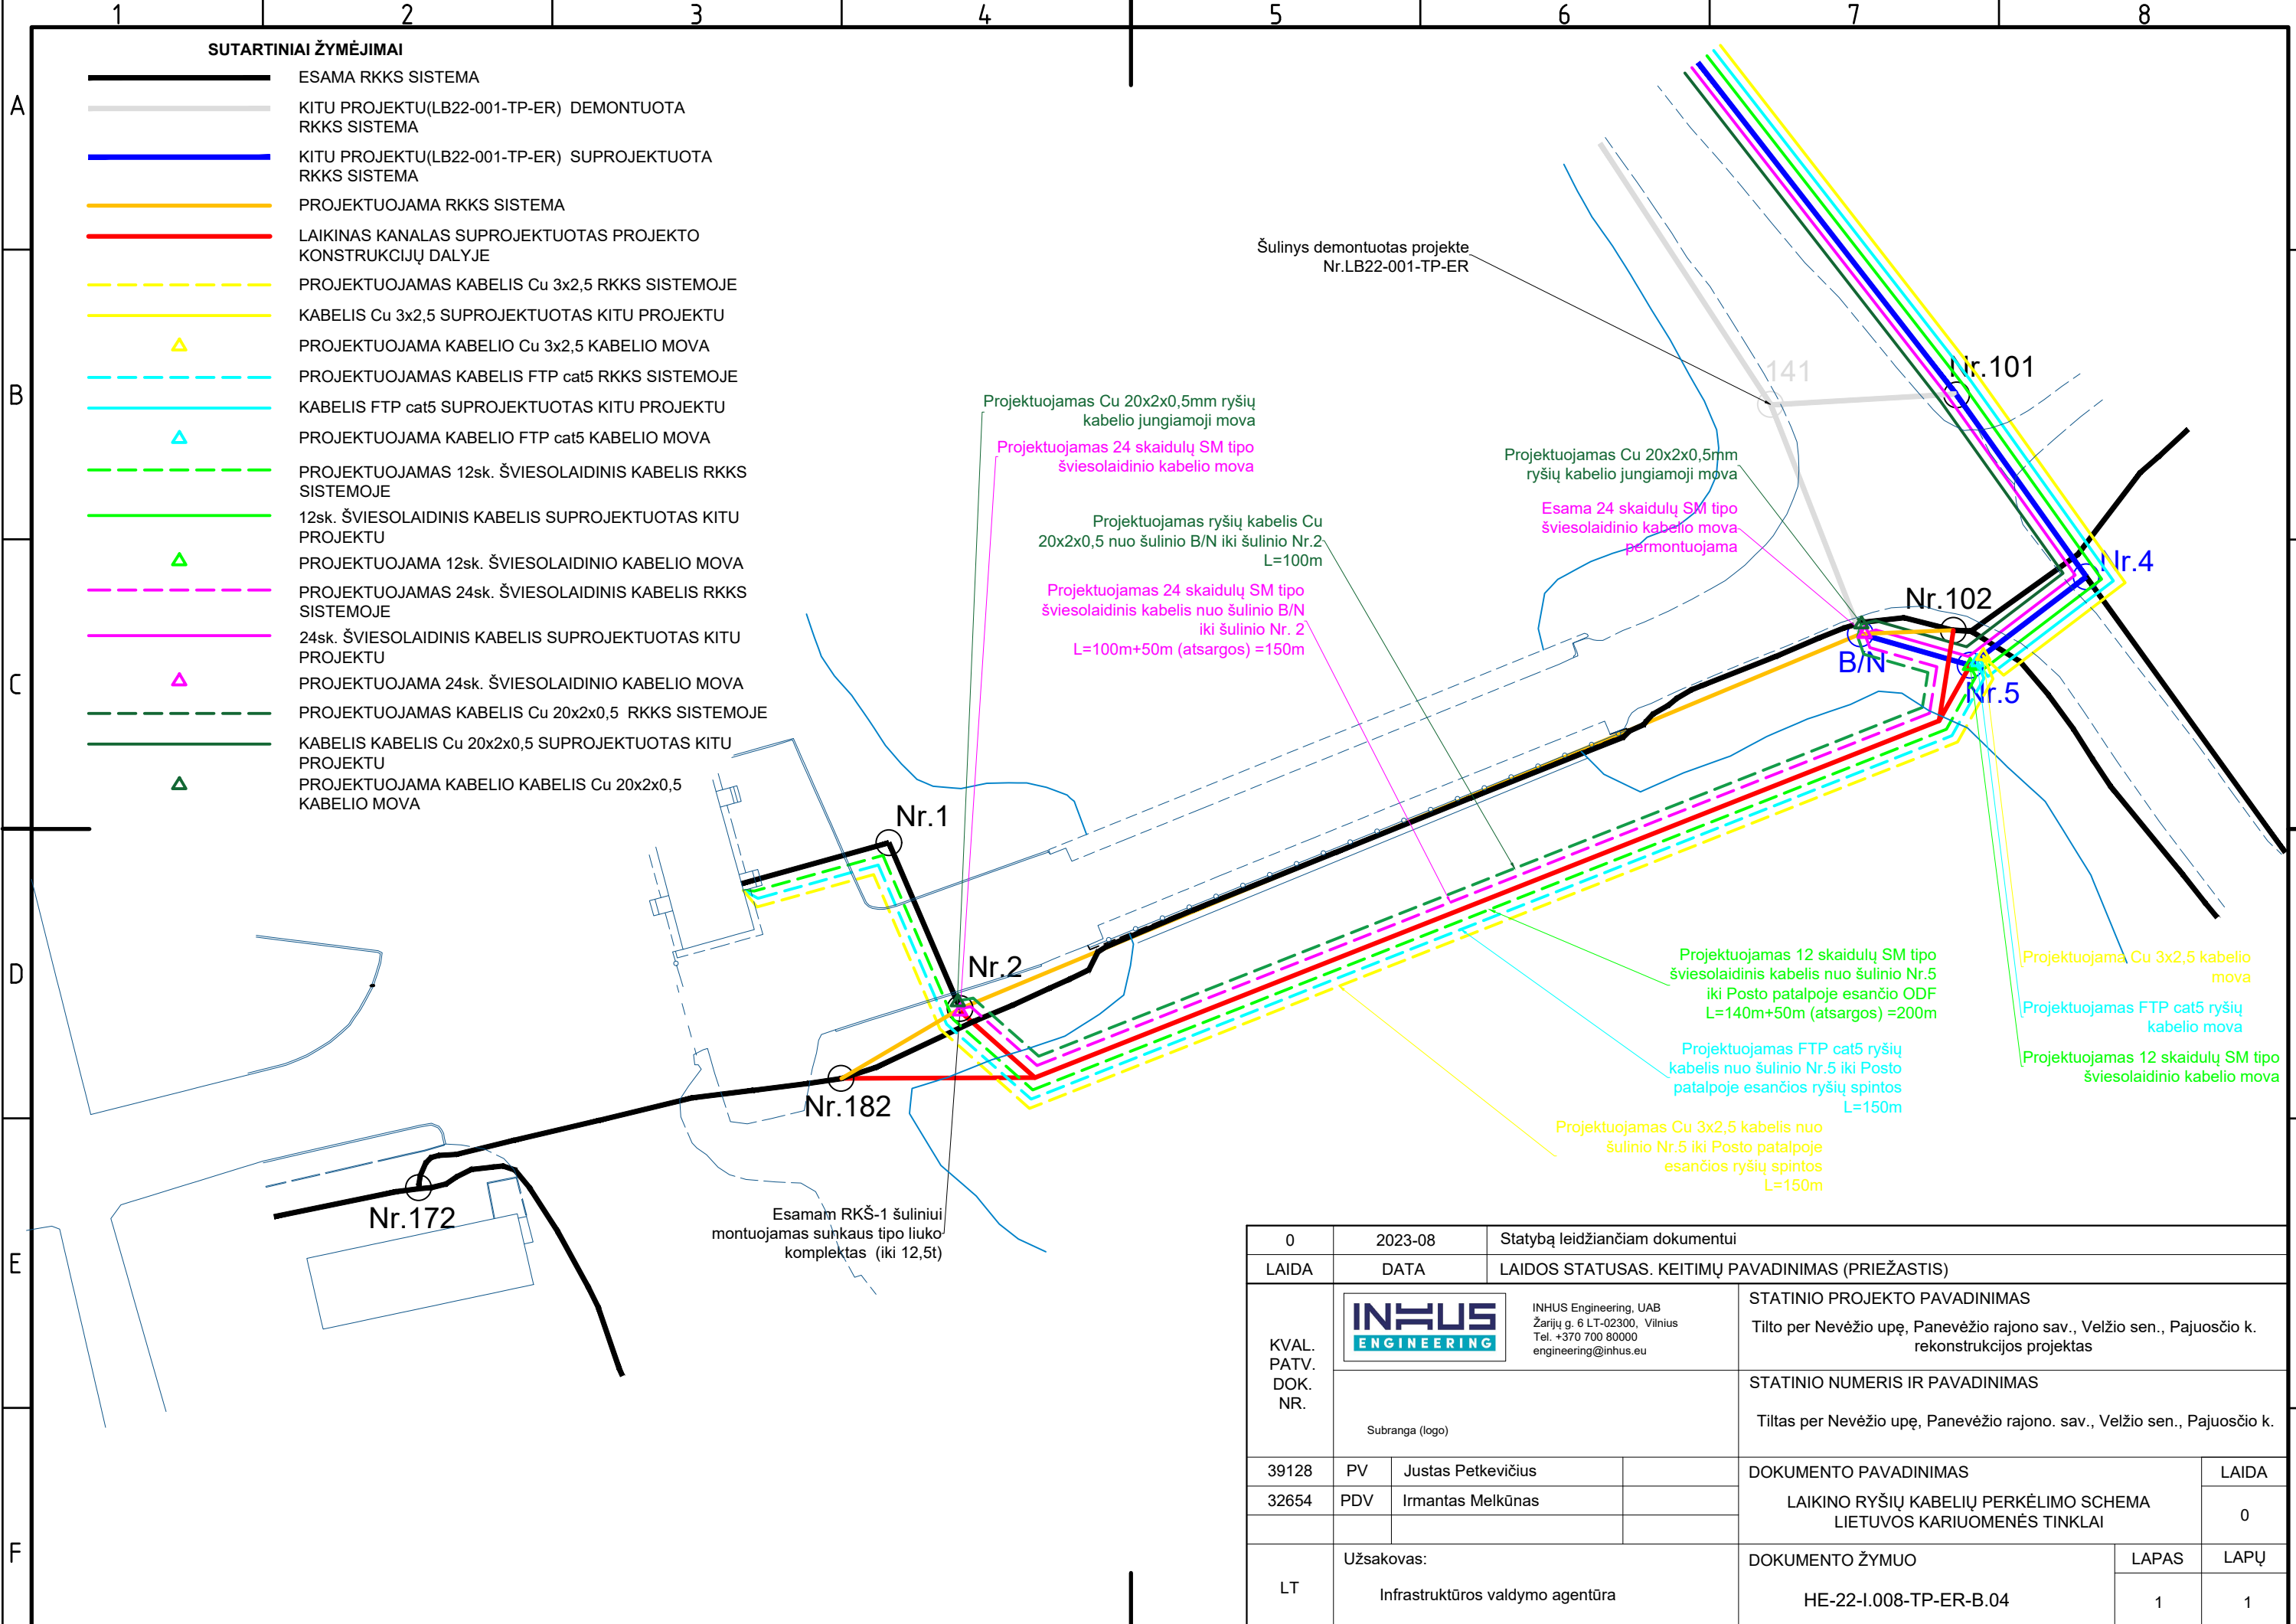 1 2 3 4 5 6 7 8
A
B
C
D
E
F
SUTARTINIAI ŽYMĖJIMAI
ESAMA RKKS SISTEMA
KITU PROJEKTU(LB22-001-TP-ER) DEMONTUOTA
RKKS SISTEMA
KITU PROJEKTU(LB22-001-TP-ER) SUPROJEKTUOTA
RKKS SISTEMA
PROJEKTUOJAMA RKKS SISTEMA
LAIKINAS KANALAS SUPROJEKTUOTAS PROJEKTO
KONSTRUKCIJŲ DALYJE
PROJEKTUOJAMAS KABELIS Cu 3x2,5 RKKS SISTEMOJE
KABELIS Cu 3x2,5 SUPROJEKTUOTAS KITU PROJEKTU
PROJEKTUOJAMA KABELIO Cu 3x2,5 KABELIO MOVA
PROJEKTUOJAMAS KABELIS FTP cat5 RKKS SISTEMOJE
KABELIS FTP cat5 SUPROJEKTUOTAS KITU PROJEKTU
PROJEKTUOJAMA KABELIO FTP cat5 KABELIO MOVA
PROJEKTUOJAMAS 12sk. ŠVIESOLAIDINIS KABELIS RKKS
SISTEMOJE
12sk. ŠVIESOLAIDINIS KABELIS SUPROJEKTUOTAS KITU
PROJEKTU
PROJEKTUOJAMA 12sk. ŠVIESOLAIDINIO KABELIO MOVA
PROJEKTUOJAMAS 24sk. ŠVIESOLAIDINIS KABELIS RKKS
SISTEMOJE
24sk. ŠVIESOLAIDINIS KABELIS SUPROJEKTUOTAS KITU
PROJEKTU
PROJEKTUOJAMA 24sk. ŠVIESOLAIDINIO KABELIO MOVA
PROJEKTUOJAMAS KABELIS Cu 20x2x0,5 RKKS SISTEMOJE
KABELIS KABELIS Cu 20x2x0,5 SUPROJEKTUOTAS KITU
PROJEKTU
PROJEKTUOJAMA KABELIO KABELIS Cu 20x2x0,5
KABELIO MOVA
Šulinys demontuotas projekte
Nr.LB22-001-TP-ER
141
Nr.101
Projektuojamas Cu 20x2x0,5mm ryšių
kabelio jungiamoji mova
Projektuojamas 24 skaidulų SM tipo
šviesolaidinio kabelio mova
Projektuojamas ryšių kabelis Cu
20x2x0,5 nuo šulinio B/N iki šulinio Nr.2
L=100m
Projektuojamas 24 skaidulų SM tipo
šviesolaidinis kabelis nuo šulinio B/N
iki šulinio Nr. 2
L=100m+50m (atsargos) =150m
Projektuojamas Cu 20x2x0,5mm
ryšių kabelio jungiamoji mova
Esama 24 skaidulų SM tipo
šviesolaidinio kabelio mova
permontuojama
Nr.4
Nr.102
B/N
Nr.5
Nr.1
Nr.2
Nr.182
Nr.172
Projektuojamas 12 skaidulų SM tipo
šviesolaidinis kabelis nuo šulinio Nr.5
iki Posto patalpoje esančio ODF
L=140m+50m (atsargos) =200m
Projektuojamas FTP cat5 ryšių
kabelis nuo šulinio Nr.5 iki Posto
patalpoje esančios ryšių spintos
L=150m
Projektuojamas Cu 3x2,5 kabelis nuo
šulinio Nr.5 iki Posto patalpoje
esančios ryšių spintos
L=150m
Projektuojama Cu 3x2,5 kabelio
mova
Projektuojamas FTP cat5 ryšių
kabelio mova
Projektuojamas 12 skaidulų SM tipo
šviesolaidinio kabelio mova
Esamam RKŠ-1 šuliniui
montuojamas sunkaus tipo liuko
komplektas (iki 12,5t)
0 2023-08 Statybą leidžiančiam dokumentui
LAIDA DATA LAIDOS STATUSAS. KEITIMŲ PAVADINIMAS (PRIEŽASTIS)
KVAL.
PATV.
DOK.
NR.
INHUS
ENGINEERING
INHUS Engineering, UAB
Žarijų g. 6 LT-02300, Vilnius
Tel. +370 700 80000
engineering@inhus.eu
Subranga (logo)
STATINIO PROJEKTO PAVADINIMAS
Tilto per Nevėžio upę, Panevėžio rajono sav., Velžio sen., Pajuosčio k.
rekonstrukcijos projektas
STATINIO NUMERIS IR PAVADINIMAS
Tiltas per Nevėžio upę, Panevėžio rajono. sav., Velžio sen., Pajuosčio k.
39128 PV Justas Petkevičius
32654 PDV Irmantas Melkūnas
DOKUMENTO PAVADINIMAS LAIDA
LAIKINO RYŠIŲ KABELIŲ PERKĖLIMO SCHEMA
LIETUVOS KARIUOMENĖS TINKLAI
0
LT
Užsakovas:
Infrastruktūros valdymo agentūra
DOKUMENTO ŽYMUO LAPAS LAPŲ
HE-22-I.008-TP-ER-B.04 1 1